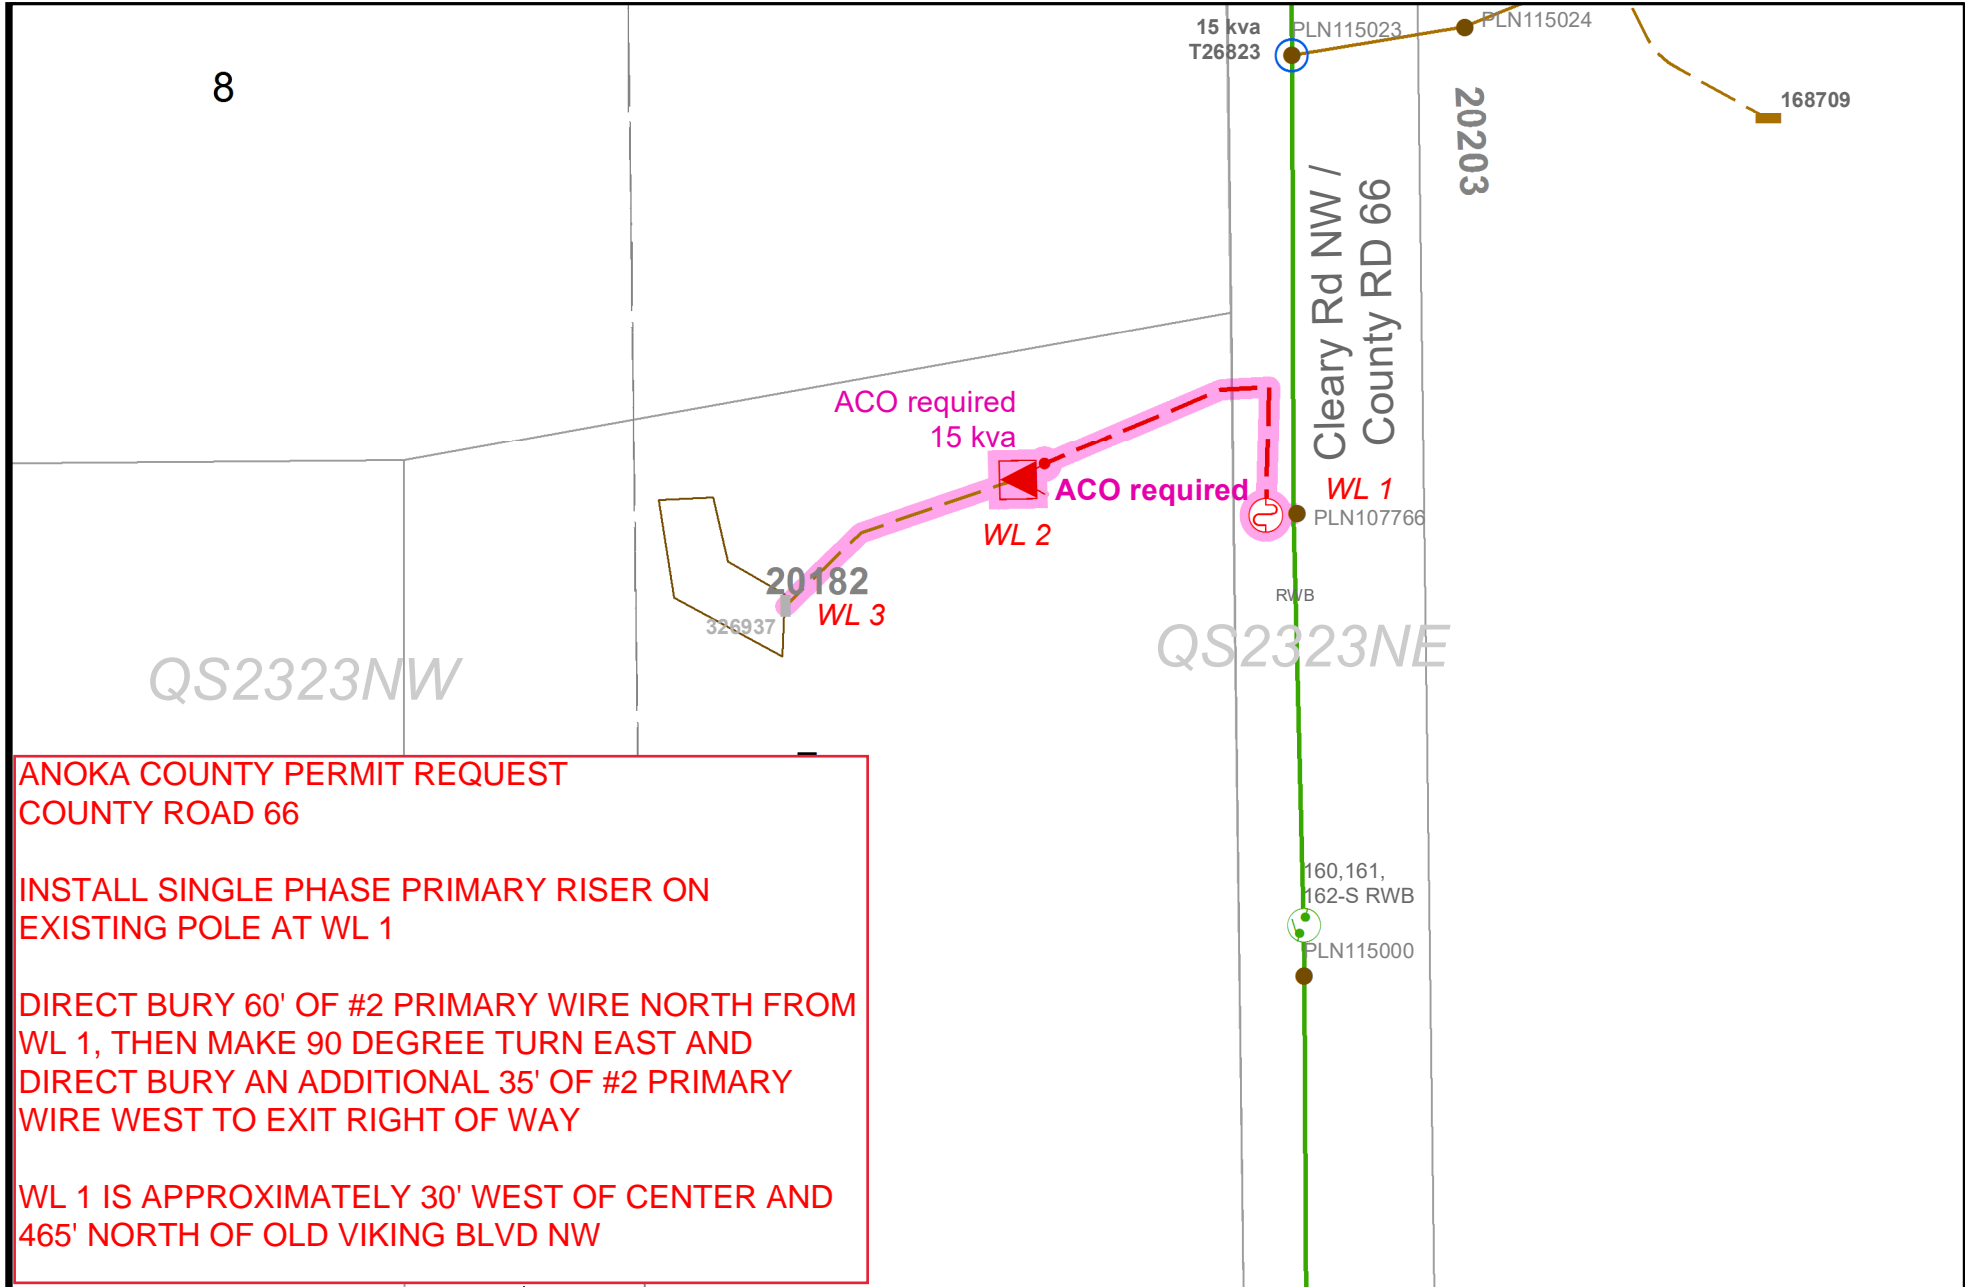 8
15 kva
T26823
PLN115023
PLN115024
168709
20203
Cleary Rd NW /
County RD 66
ACO required
15 kva
ACO required
WL 1
PLN107766
WL 2
20182
WL 3
326937
RWB
QS2323NW
QS2323NE
160,161,
162-S RWB
PLN115000
ANOKA COUNTY PERMIT REQUEST
COUNTY ROAD 66
INSTALL SINGLE PHASE PRIMARY RISER ON
EXISTING POLE AT WL 1
DIRECT BURY 60' OF #2 PRIMARY WIRE NORTH FROM
WL 1, THEN MAKE 90 DEGREE TURN EAST AND
DIRECT BURY AN ADDITIONAL 35' OF #2 PRIMARY
WIRE WEST TO EXIT RIGHT OF WAY
WL 1 IS APPROXIMATELY 30' WEST OF CENTER AND
465' NORTH OF OLD VIKING BLVD NW